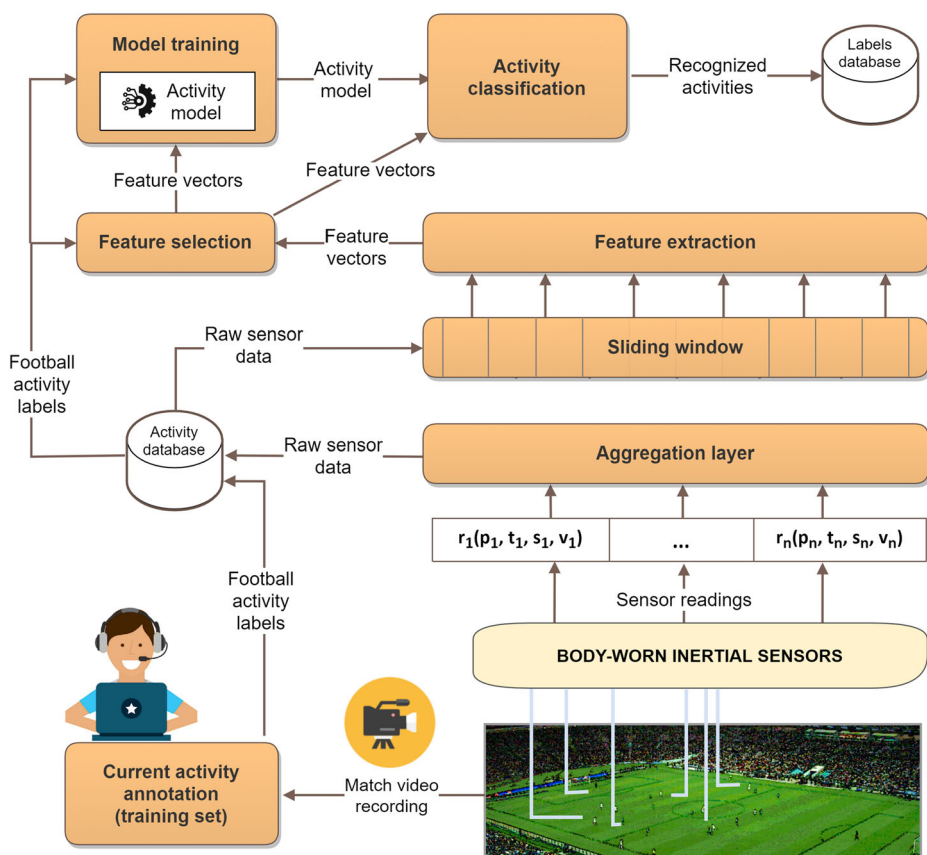 Model training
Activity
model
Activity
model
Activity
classification
Recognized
activities
Labels
database
Feature vectors
Feature vectors
Feature selection
Feature
vectors
Feature extraction
Raw sensor
data
Sliding window
Football
activity
labels
Activity
database
Raw sensor
data
Aggregation layer
r₁(p₁, t₁, s₁, v₁)
...
rₙ(pₙ, tₙ, sₙ, vₙ)
Football
activity
labels
Sensor readings
BODY-WORN INERTIAL SENSORS
Current activity
annotation
(training set)
Match video
recording